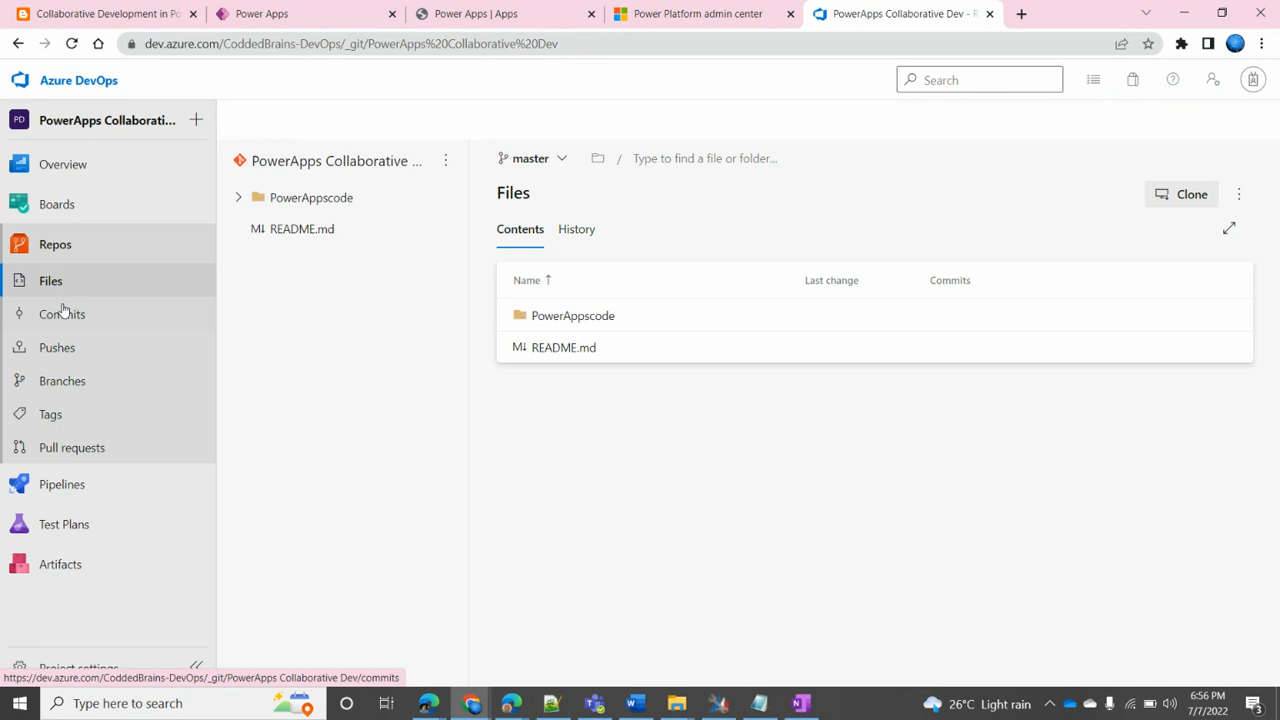 Collaborative Development in Po
Power Apps
Power Apps | Apps
Power Platform admin center
PowerApps Collaborative Dev - R
dev.azure.com/CoddedBrains-DevOps/_git/PowerApps%20Collaborative%20Dev
Azure DevOps
Search
PD
PowerApps Collaborati...
Overview
Boards
Repos
Files
Commits
Pushes
Branches
Tags
Pull requests
Pipelines
Test Plans
Artifacts
Project settings
PowerApps Collaborative ...
PowerAppscode
README.md
master
/ Type to find a file or folder...
Files
Clone
Contents
History
Name
Last change
Commits
PowerAppscode
README.md
https://dev.azure.com/CoddedBrains-DevOps/_git/PowerApps Collaborative Dev/commits
Type here to search
26°C Light rain
6:56 PM
7/7/2022
3